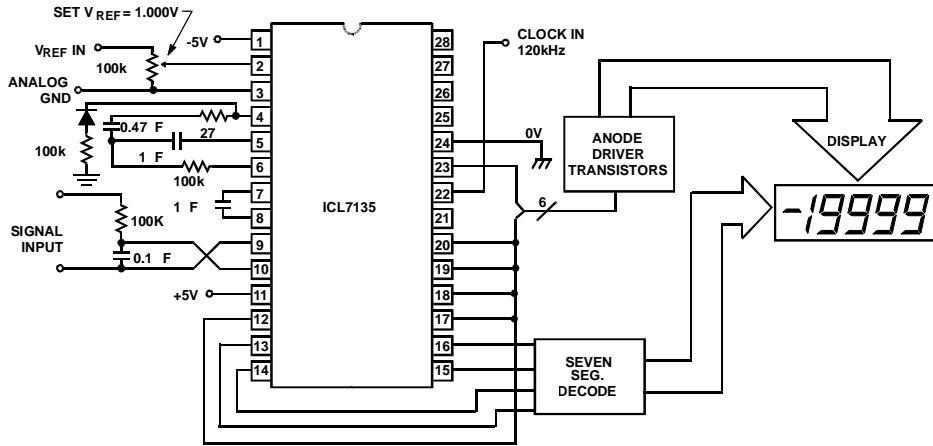 SET V REF = 1.000V
VREF IN
100k
-5V
ANALOG
GND
0.47 F
27
100k
1 F
100k
1 F
SIGNAL
INPUT
100K
0.1 F
+5V
1
2
3
4
5
6
7
8
9
10
11
12
13
14
ICL7135
28
27
26
25
24
23
22
21
20
19
18
17
16
15
CLOCK IN
120kHz
0V
6
ANODE
DRIVER
TRANSISTORS
DISPLAY
-19999
SEVEN
SEG.
DECODE